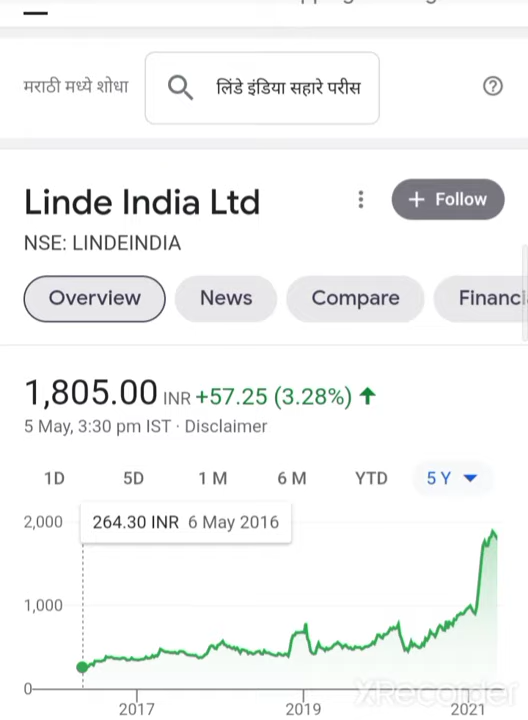 मराठी मध्ये शोधा
लिंडे इंडिया सहारे परीस
Linde India Ltd
+ Follow
NSE: LINDEINDIA
Overview News Compare Financi
1,805.00 INR +57.25 (3.28%)
5 May, 3:30 pm IST · Disclaimer
1D 5D 1 M 6 M YTD 5 Y
2,000
264.30 INR 6 May 2016
1,000
0
2017 2019 2021
XRecorder